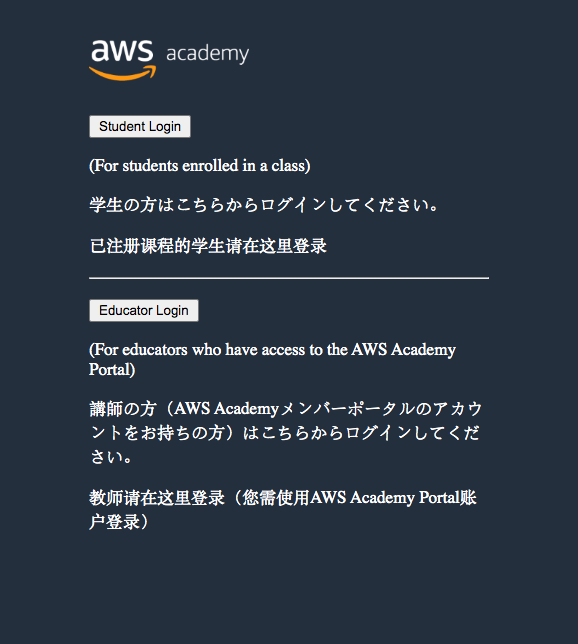 aws academy
Student Login
(For students enrolled in a class)
学生の方はこちらからログインしてください。
已注册课程的学生请在这里登录
Educator Login
(For educators who have access to the AWS Academy
Portal)
講師の方（AWS Academyメンバーポータルのアカウ
ントをお持ちの方）はこちらからログインしてくだ
さい。
教师请在这里登录（您需使用AWS Academy Portal账
户登录）